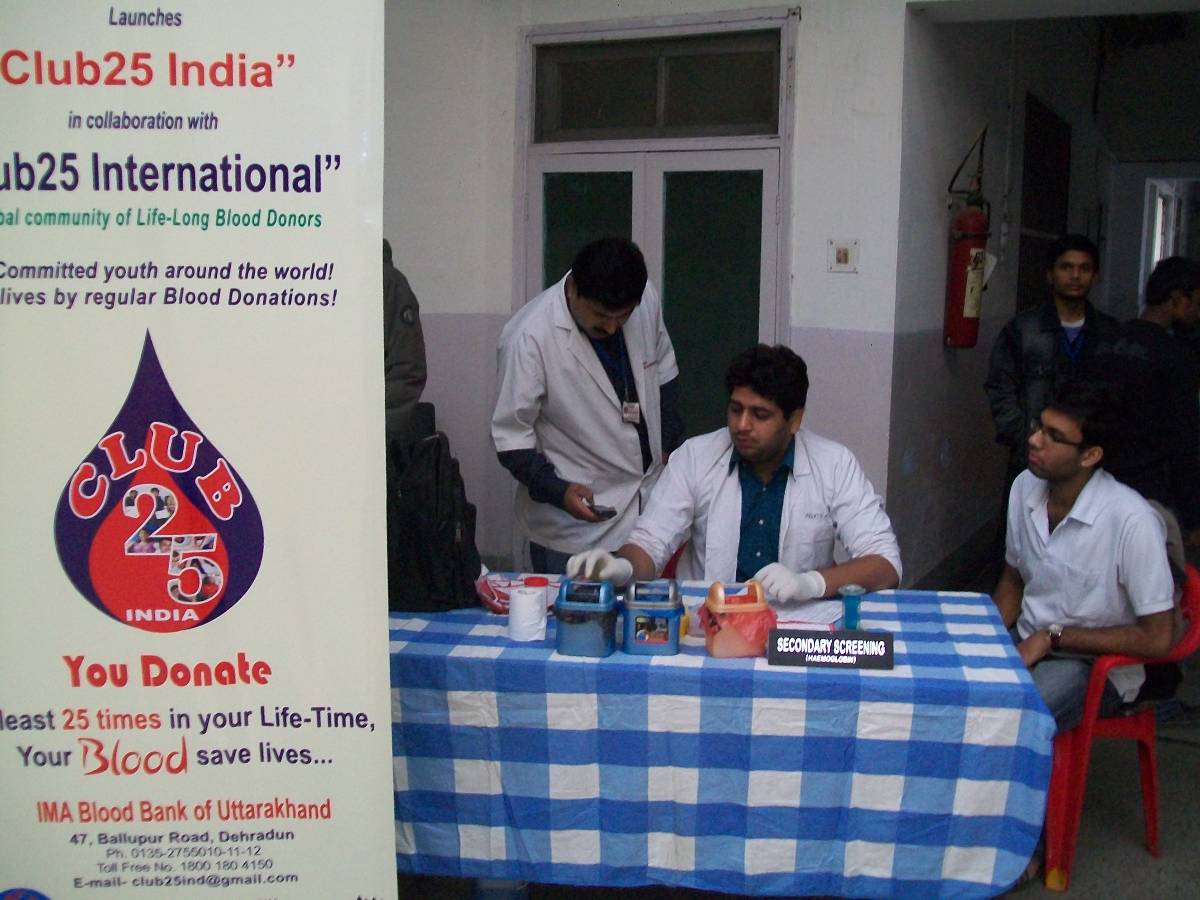 Launches
Club25 India”
in collaboration with
ub25 International”
bal community of Life-Long Blood Donors
Committed youth around the world!
lives by regular Blood Donations!
CLUB
25
INDIA
You Donate
least 25 times in your Life-Time,
Your Blood save lives...
IMA Blood Bank of Uttarakhand
47, Ballupur Road, Dehradun
Ph. 0135-2755010-11-12
Toll Free No. 1800 180 4150
E-mail- club25ind@gmail.com
SECONDARY SCREENING
(HAEMOGLOBIN)